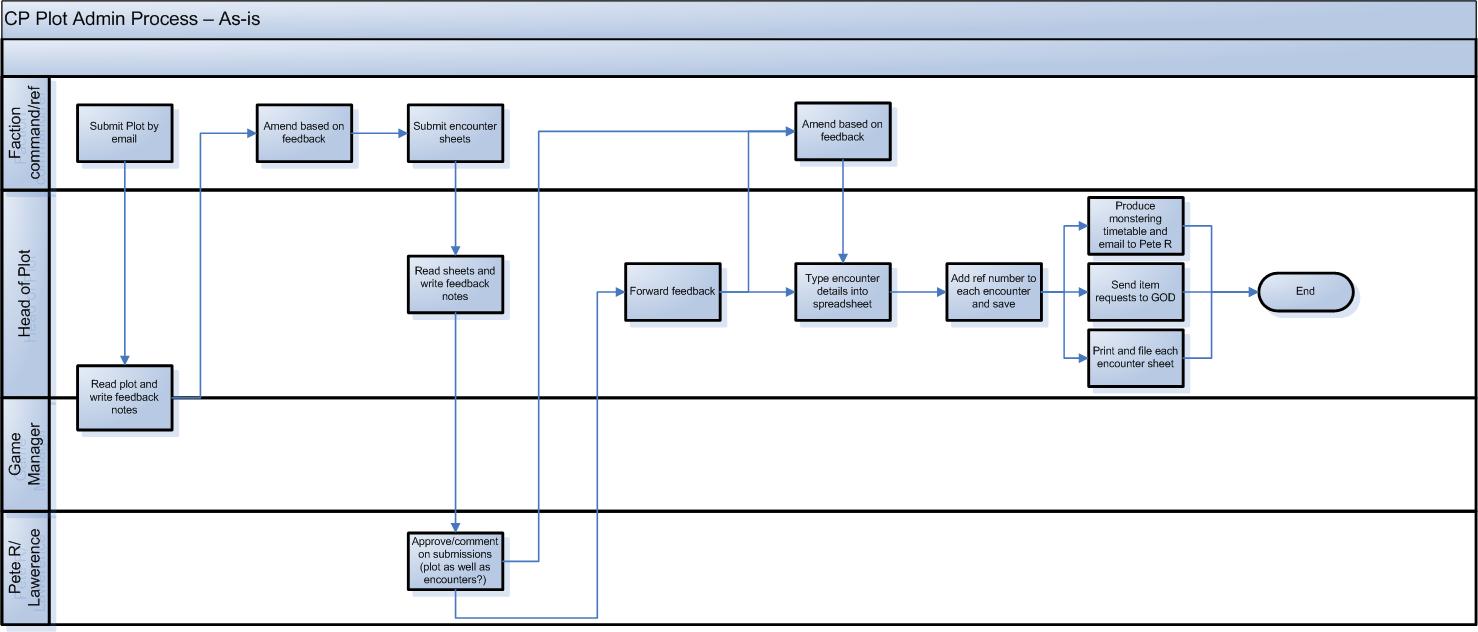 CP Plot Admin Process – As-is
Faction
command/ref
Submit Plot by
email
Amend based on
feedback
Submit encounter
sheets
Amend based on
feedback
Head of Plot
Read plot and
write feedback
notes
Read sheets and
write feedback
notes
Forward feedback
Type encounter
details into
spreadsheet
Add ref number to
each encounter
and save
Produce
monstering
timetable and
email to Pete R
Send item
requests to GOD
Print and file each
encounter sheet
End
Game
Manager
Pete R/
Lawerence
Approve/comment
on submissions
(plot as well as
encounters?)